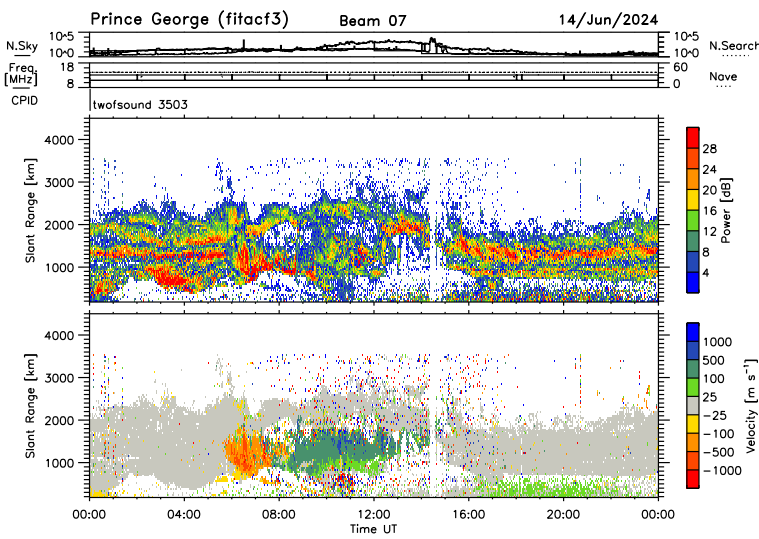 Prince George (fitacf3) Beam 07 14/Jun/2024
N.Sky 10^5 10^0 10^5 10^0 N.Search
Freq [MHz] 18 8 60 0 Nave
CPID twofsound 3503
Slant Range [km] 4000 3000 2000 1000
Power [dB] 28 24 20 16 12 8 4
Slant Range [km] 4000 3000 2000 1000
Velocity [m s⁻¹] 1000 500 100 25 −25 −100 −500 −1000
00:00 04:00 08:00 12:00 16:00 20:00 00:00
Time UT